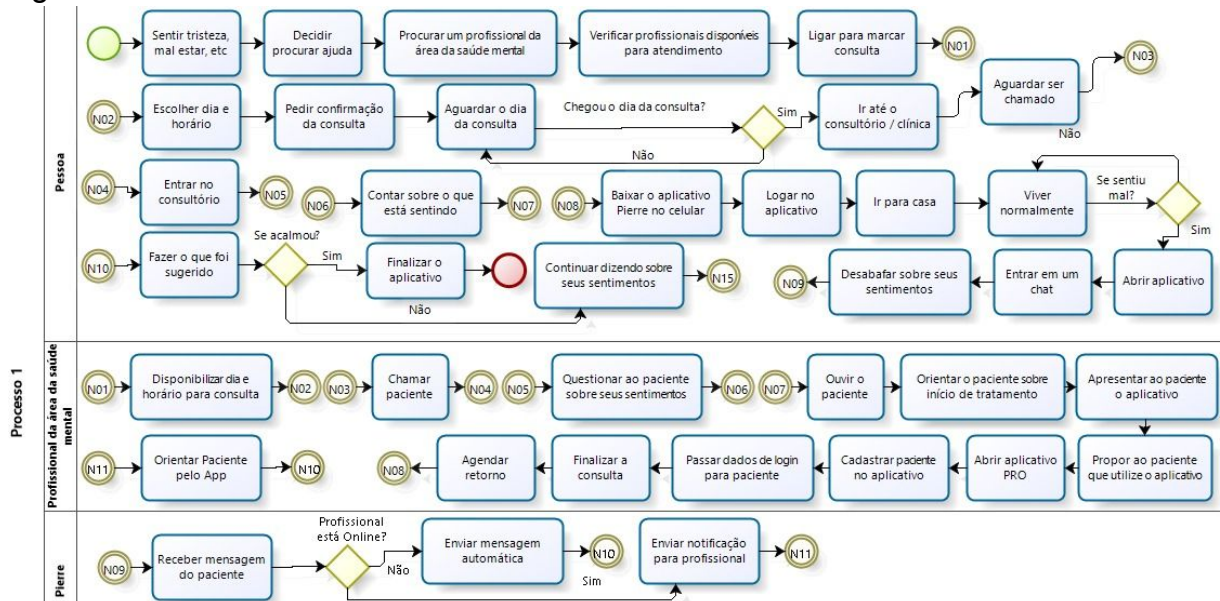 Processo 1
Pessoa
Sentir tristeza,
mal estar, etc
Decidir
procurar ajuda
Procurar um profissional da
área da saúde mental
Verificar profissionais disponíveis
para atendimento
Ligar para marcar
consulta
N01
N02
Escolher dia e
horário
Pedir confirmação
da consulta
Aguardar o dia
da consulta
Chegou o dia da consulta?
Sim
Não
Ir até o
consultório / clínica
Aguardar ser
chamado
N03
Não
N04
Entrar no
consultório
N05
N06
Contar sobre o que
está sentindo
N07
N08
Baixar o aplicativo
Pierre no celular
Logar no
aplicativo
Ir para casa
Viver
normalmente
Se sentiu
mal?
Sim
N10
Fazer o que foi
sugerido
Se acalmou?
Sim
Não
Finalizar o
aplicativo
Continuar dizendo sobre
seus sentimentos
N15
N09
Desabafar sobre seus
sentimentos
Entrar em um
chat
Abrir aplicativo
Profissional da área da saúde
mental
N01
Disponibilizar dia e
horário para consulta
N02
N03
Chamar
paciente
N04
N05
Questionar ao paciente
sobre seus sentimentos
N06
N07
Ouvir o
paciente
Orientar o paciente sobre
início de tratamento
Apresentar ao paciente
o aplicativo
N11
Orientar Paciente
pelo App
N10
N08
Agendar
retorno
Finalizar a
consulta
Passar dados de login
para paciente
Cadastrar paciente
no aplicativo
Abrir aplicativo
PRO
Propor ao paciente
que utilize o aplicativo
Pierre
N09
Receber mensagem
do paciente
Profissional
está Online?
Não
Enviar mensagem
automática
N10
Sim
Enviar notificação
para profissional
N11